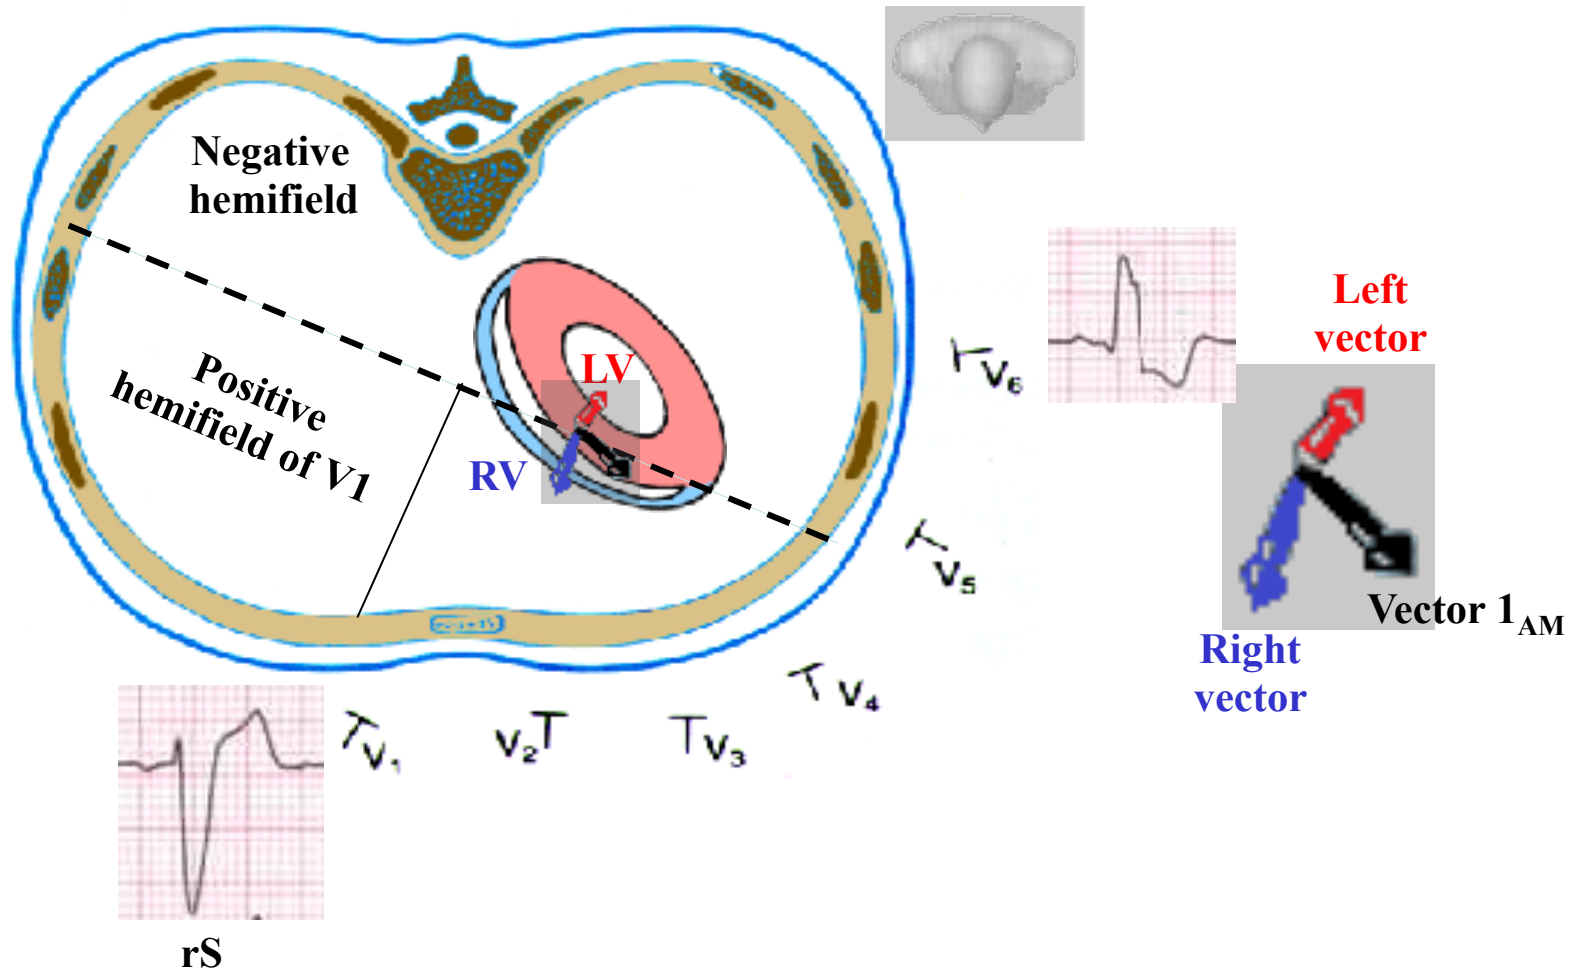 Negative
hemifield
Positive
hemifield of V1
LV
RV
V6
V5
V4
V3
V2
V1
Left
vector
Vector 1AM
Right
vector
rS